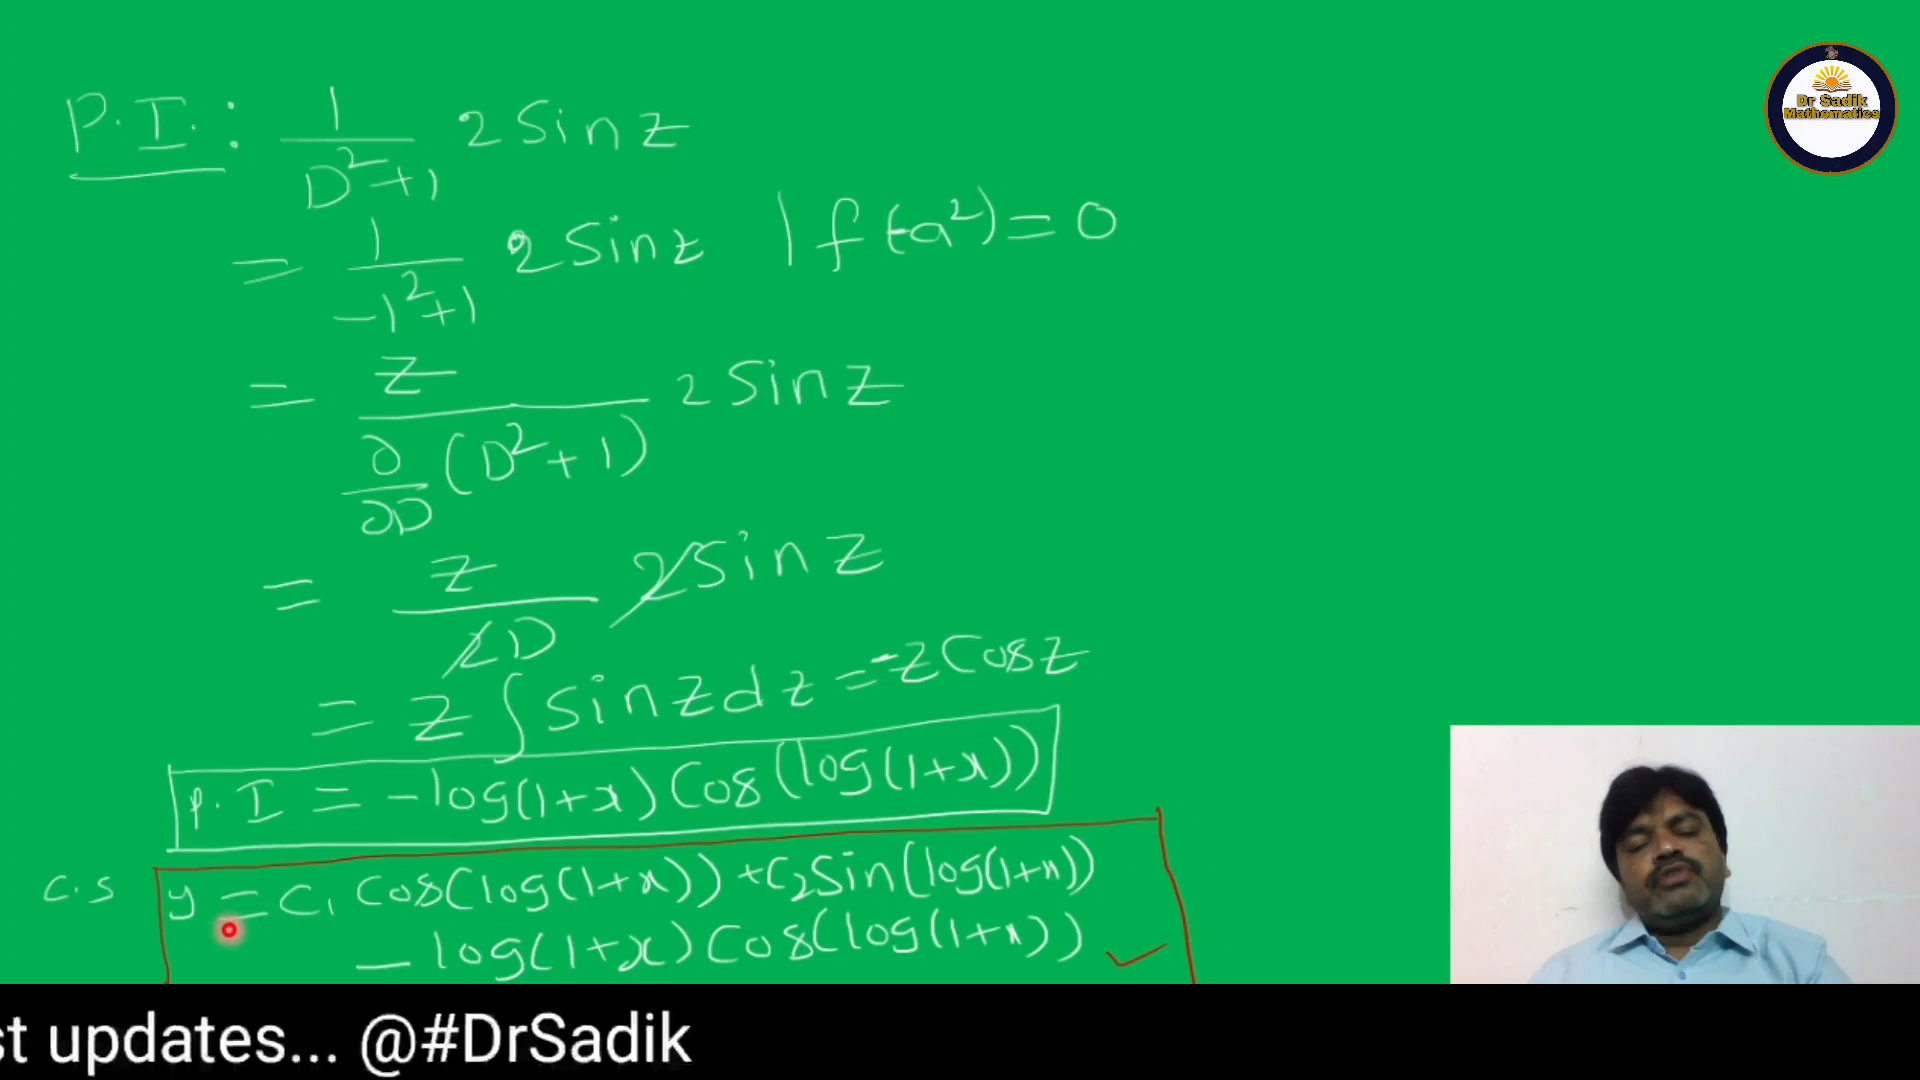 P.I. : 1/(D²+1) 2 Sin z
= 1/(-1²+1) 2 Sin z | f(-a²) = 0
= z/(∂/∂D (D²+1)) 2 Sin z
= z/(2D) 2 Sin z
= z ∫ sin z dz = -z Cos z
P.I = -log(1+x) Cos(log(1+x))
C.S y = C₁ Cos(log(1+x)) + C₂ Sin(log(1+x))
- log(1+x) Cos(log(1+x))
Dr Sadik
Mathematics
st updates... @#DrSadik